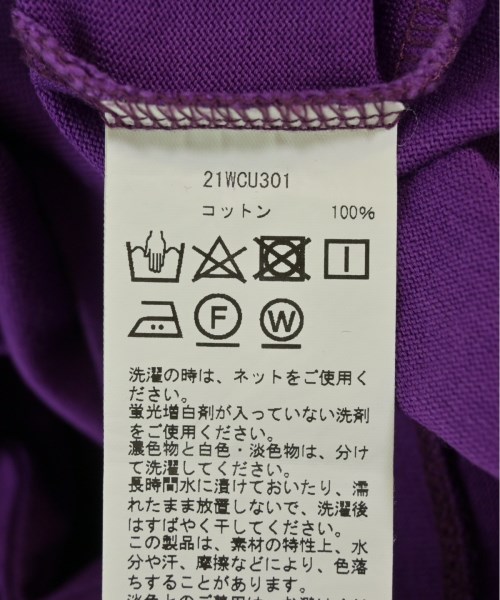 21WCU301
コットン 100%
F
W
洗濯の時は、ネットをご使用く
ださい。
蛍光増白剤が入っていない洗剤
をご使用ください。
濃色物と白色・淡色物は、分け
て洗濯してください。
長時間水に漬けておいたり、濡
れたまま放置しないで、洗濯後
はすばやく干してください。
この製品は、素材の特性上、水
分や汗、摩擦などにより、色落
ちすることがあります。